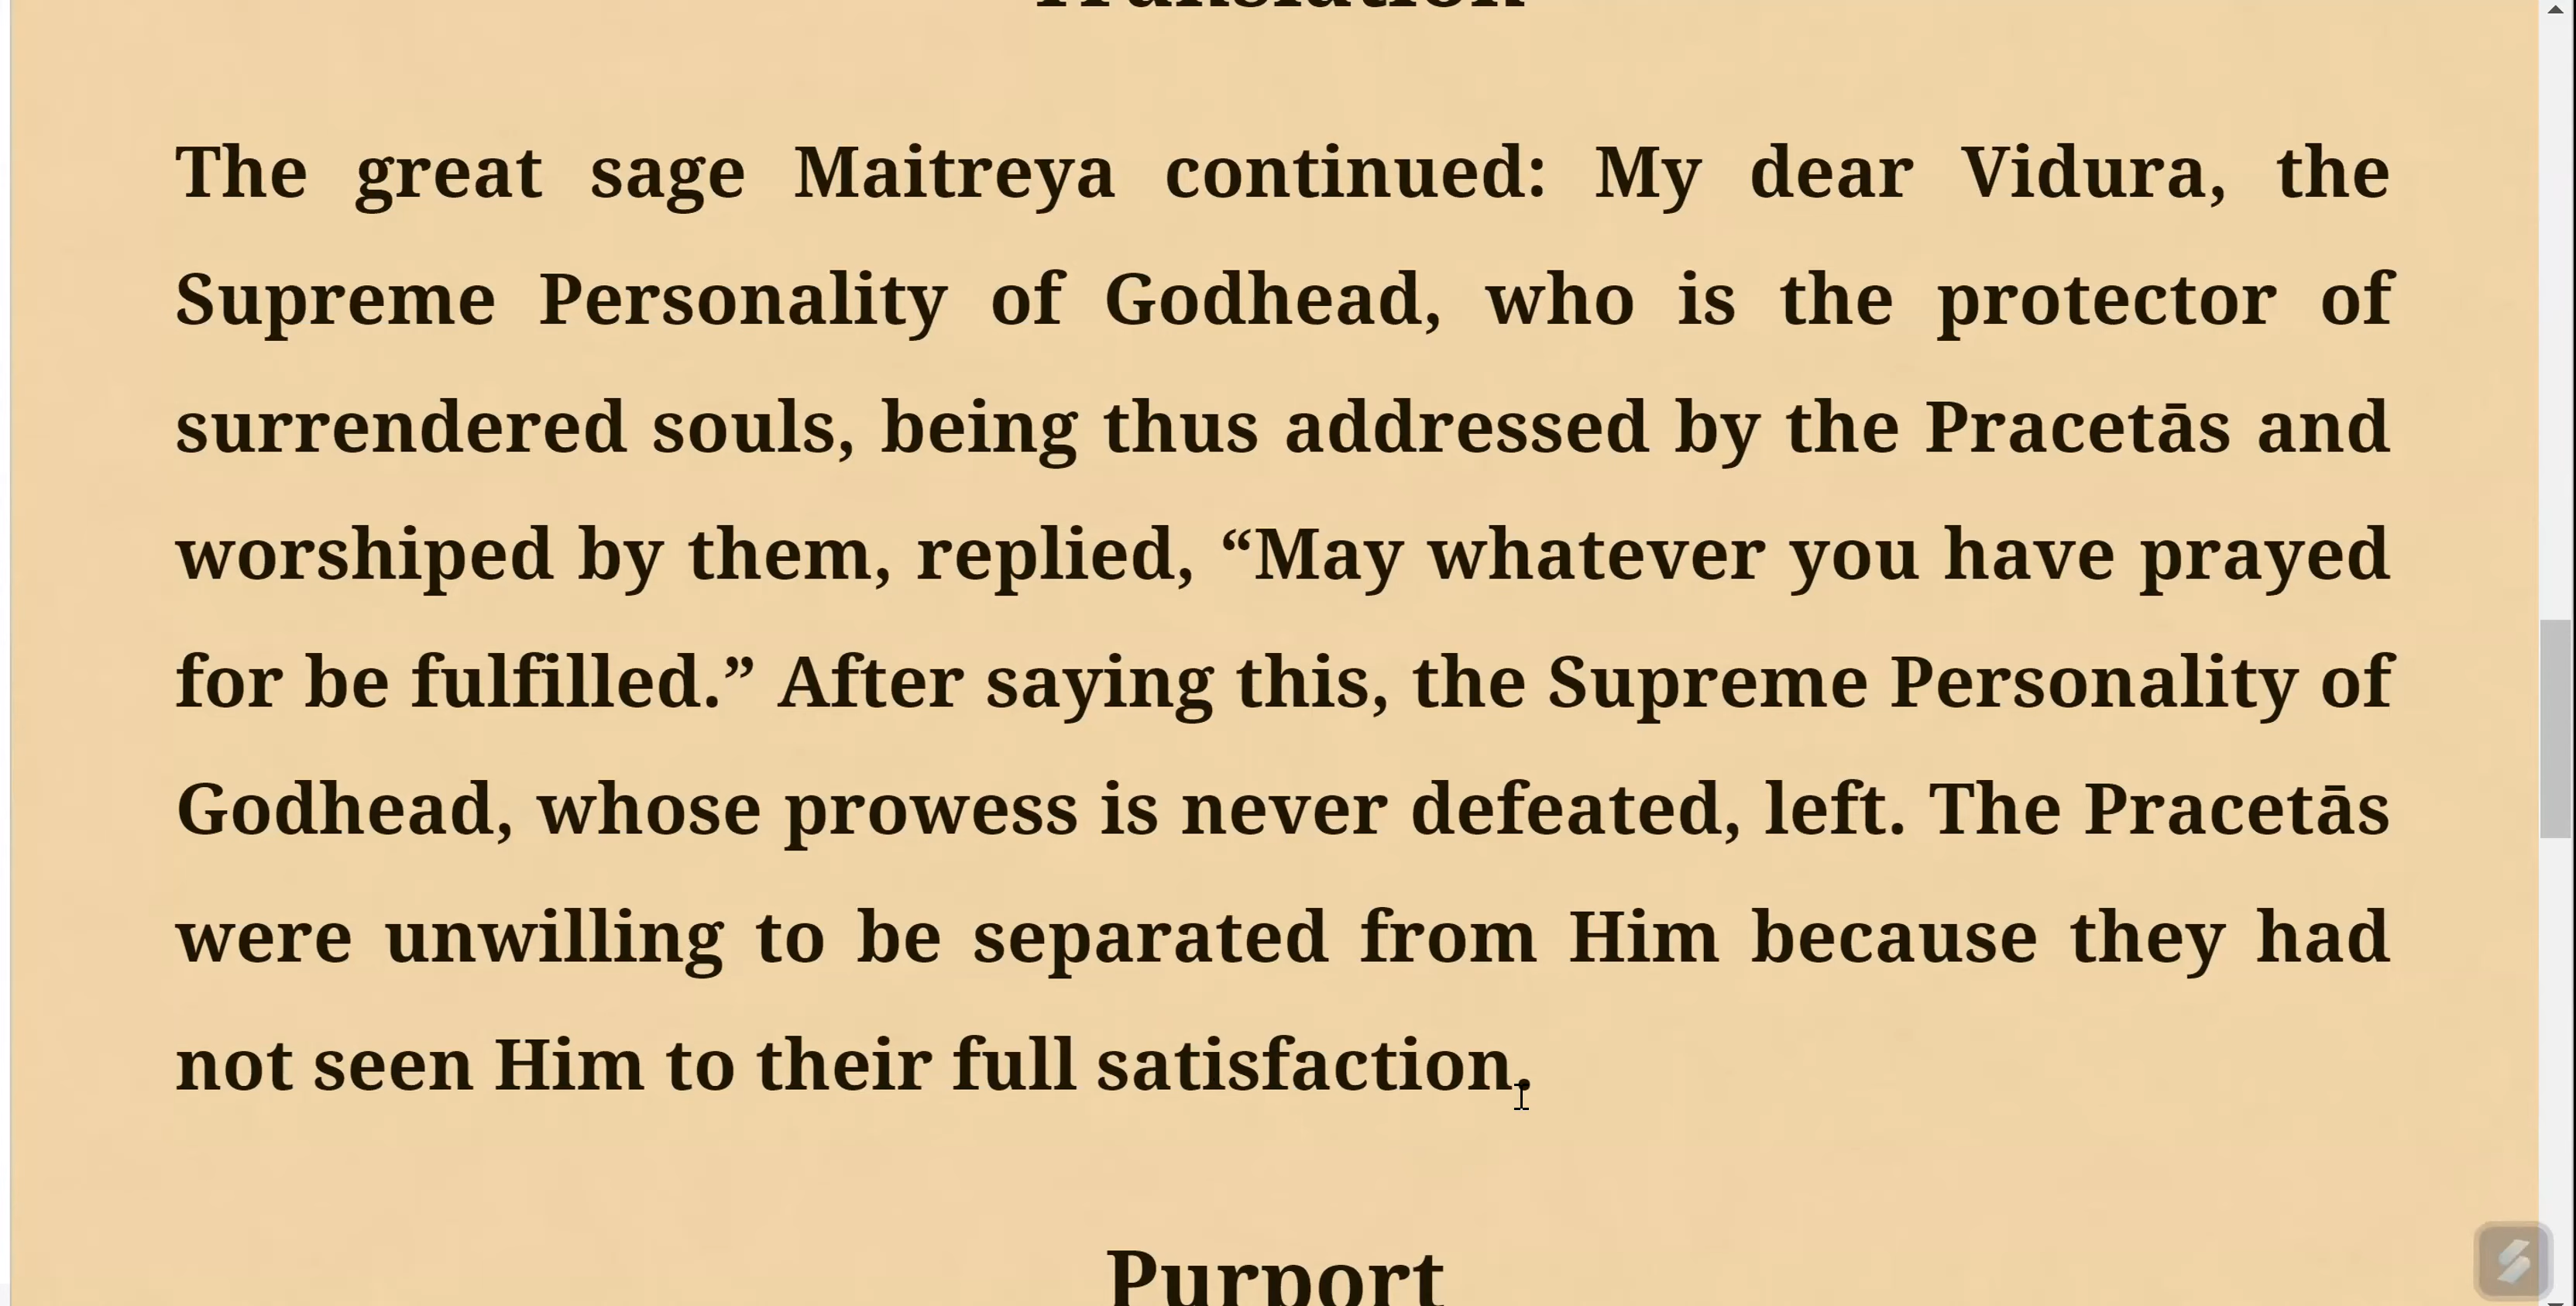 Translation
The great sage Maitreya continued: My dear Vidura, the
Supreme Personality of Godhead, who is the protector of
surrendered souls, being thus addressed by the Pracetās and
worshiped by them, replied, “May whatever you have prayed
for be fulfilled.” After saying this, the Supreme Personality of
Godhead, whose prowess is never defeated, left. The Pracetās
were unwilling to be separated from Him because they had
not seen Him to their full satisfaction.
Purport